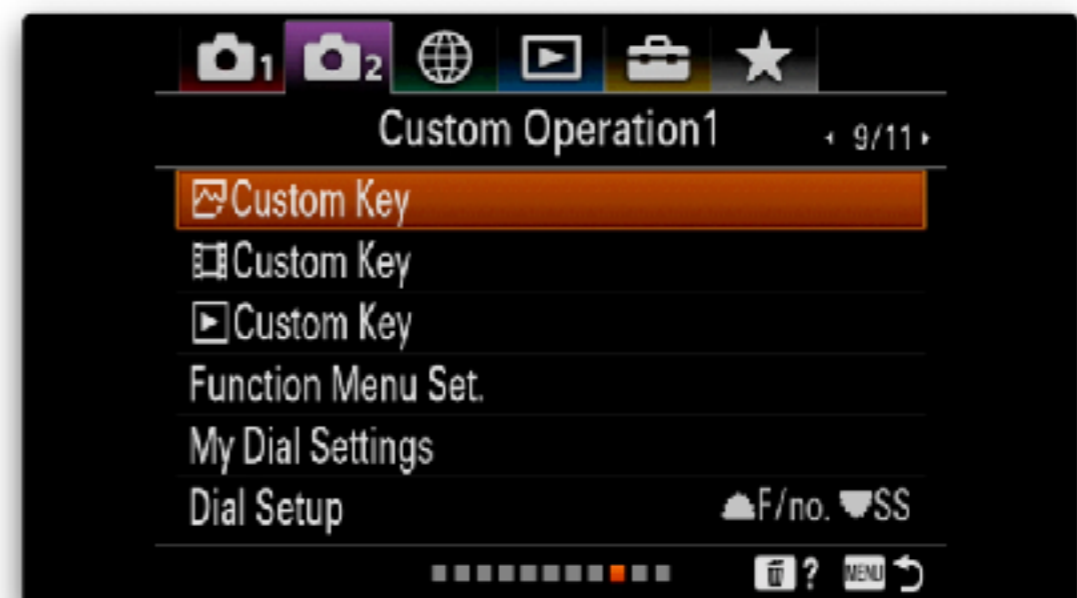 1 2
Custom Operation1 9/11
Custom Key
Custom Key
Custom Key
Function Menu Set.
My Dial Settings
Dial Setup F/no. SS
? MENU